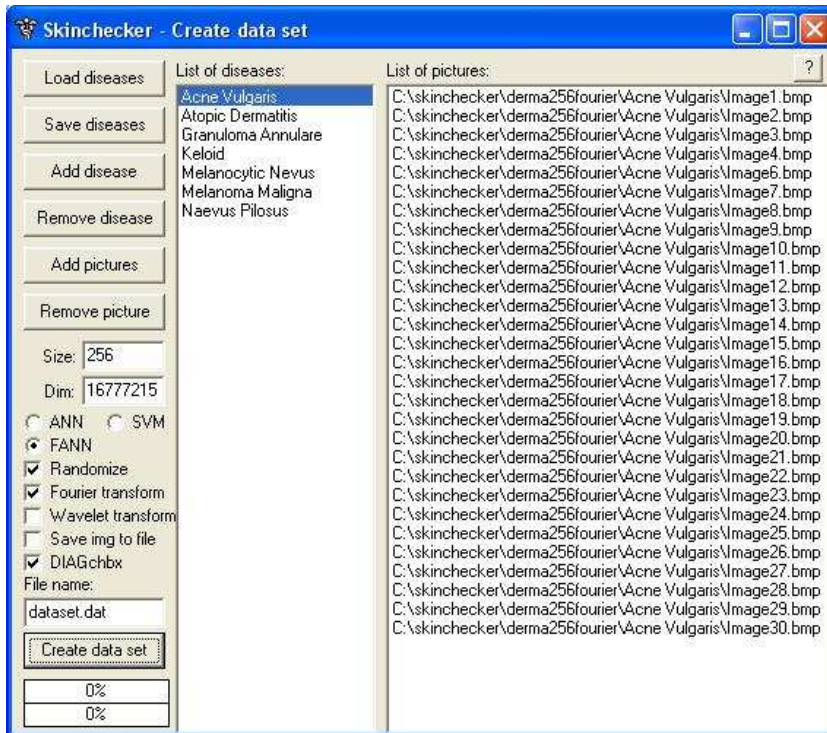 Skinchecker - Create data set
Load diseases
Save diseases
Add disease
Remove disease
Add pictures
Remove picture
Size: 256
Dim: 16777215
ANN SVM
FANN
Randomize
Fourier transform
Wavelet transform
Save img to file
DIAGchbx
File name:
dataset.dat
Create data set
0%
0%
List of diseases:
Acne Vulgaris
Atopic Dermatitis
Granuloma Annulare
Keloid
Melanocytic Nevus
Melanoma Maligna
Naevus Pilosus
List of pictures:
?
C:\skinchecker\derma256fourier\Acne Vulgaris\Image1.bmp
C:\skinchecker\derma256fourier\Acne Vulgaris\Image2.bmp
C:\skinchecker\derma256fourier\Acne Vulgaris\Image3.bmp
C:\skinchecker\derma256fourier\Acne Vulgaris\Image4.bmp
C:\skinchecker\derma256fourier\Acne Vulgaris\Image6.bmp
C:\skinchecker\derma256fourier\Acne Vulgaris\Image7.bmp
C:\skinchecker\derma256fourier\Acne Vulgaris\Image8.bmp
C:\skinchecker\derma256fourier\Acne Vulgaris\Image9.bmp
C:\skinchecker\derma256fourier\Acne Vulgaris\Image10.bmp
C:\skinchecker\derma256fourier\Acne Vulgaris\Image11.bmp
C:\skinchecker\derma256fourier\Acne Vulgaris\Image12.bmp
C:\skinchecker\derma256fourier\Acne Vulgaris\Image13.bmp
C:\skinchecker\derma256fourier\Acne Vulgaris\Image14.bmp
C:\skinchecker\derma256fourier\Acne Vulgaris\Image15.bmp
C:\skinchecker\derma256fourier\Acne Vulgaris\Image16.bmp
C:\skinchecker\derma256fourier\Acne Vulgaris\Image17.bmp
C:\skinchecker\derma256fourier\Acne Vulgaris\Image18.bmp
C:\skinchecker\derma256fourier\Acne Vulgaris\Image19.bmp
C:\skinchecker\derma256fourier\Acne Vulgaris\Image20.bmp
C:\skinchecker\derma256fourier\Acne Vulgaris\Image21.bmp
C:\skinchecker\derma256fourier\Acne Vulgaris\Image22.bmp
C:\skinchecker\derma256fourier\Acne Vulgaris\Image23.bmp
C:\skinchecker\derma256fourier\Acne Vulgaris\Image24.bmp
C:\skinchecker\derma256fourier\Acne Vulgaris\Image25.bmp
C:\skinchecker\derma256fourier\Acne Vulgaris\Image26.bmp
C:\skinchecker\derma256fourier\Acne Vulgaris\Image27.bmp
C:\skinchecker\derma256fourier\Acne Vulgaris\Image28.bmp
C:\skinchecker\derma256fourier\Acne Vulgaris\Image29.bmp
C:\skinchecker\derma256fourier\Acne Vulgaris\Image30.bmp